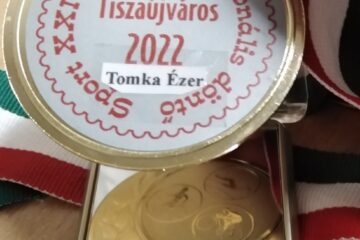 Tiszaújváros
2022
Tomka Ézer
Sport XXI
döntő